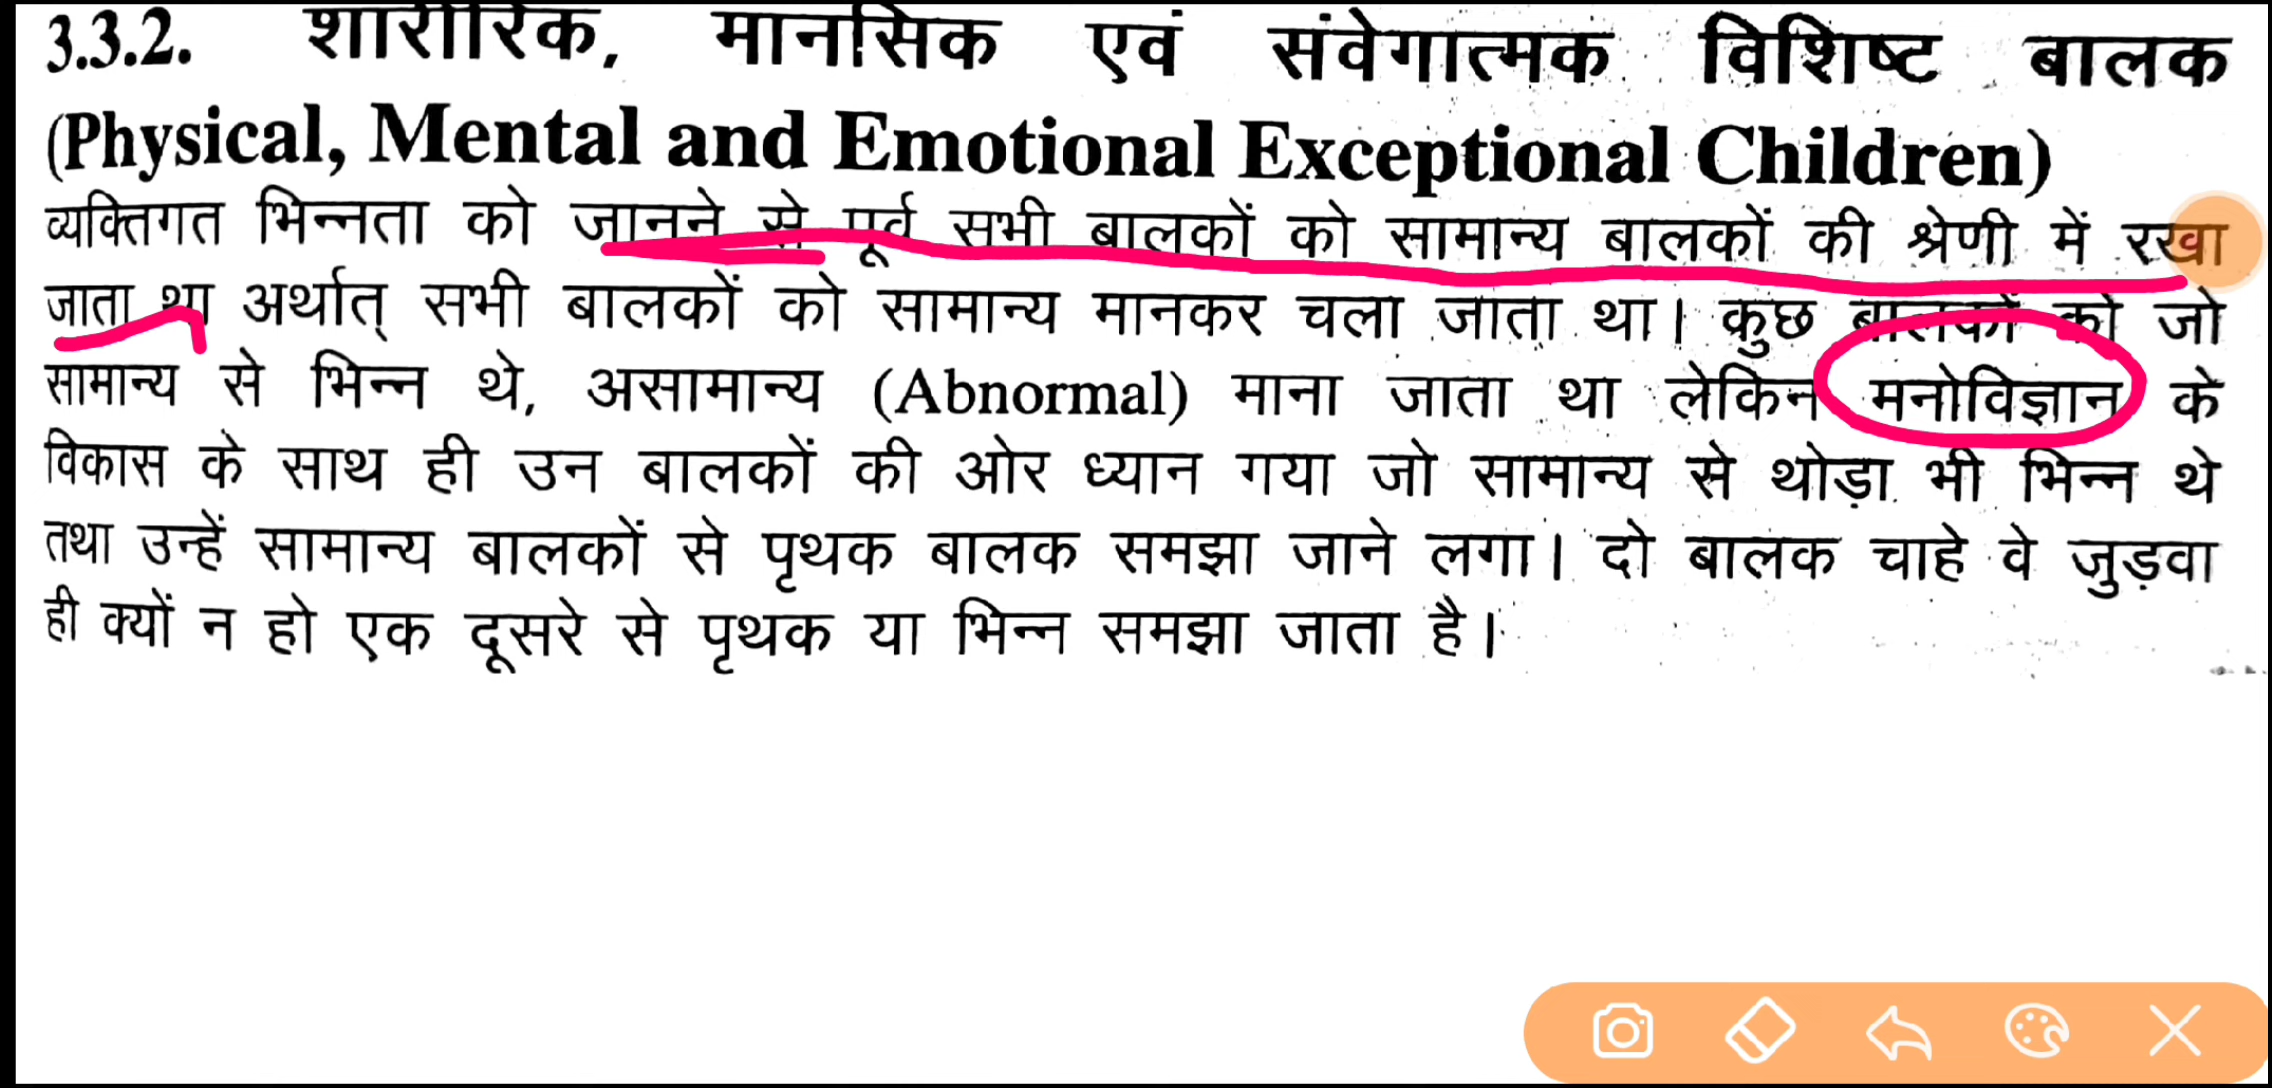 3.3.2. शारीरिक, मानसिक एवं संवेगात्मक विशिष्ट बालक
(Physical, Mental and Emotional Exceptional Children)
व्यक्तिगत भिन्नता को जानने से पूर्व सभी बालकों को सामान्य बालकों की श्रेणी में रखा
जाता था अर्थात् सभी बालकों को सामान्य मानकर चला जाता था। कुछ बालकों को जो
सामान्य से भिन्न थे, असामान्य (Abnormal) माना जाता था लेकिन मनोविज्ञान के
विकास के साथ ही उन बालकों की ओर ध्यान गया जो सामान्य से थोड़ा भी भिन्न थे
तथा उन्हें सामान्य बालकों से पृथक बालक समझा जाने लगा। दो बालक चाहे वे जुड़वा
ही क्यों न हो एक दूसरे से पृथक या भिन्न समझा जाता है।